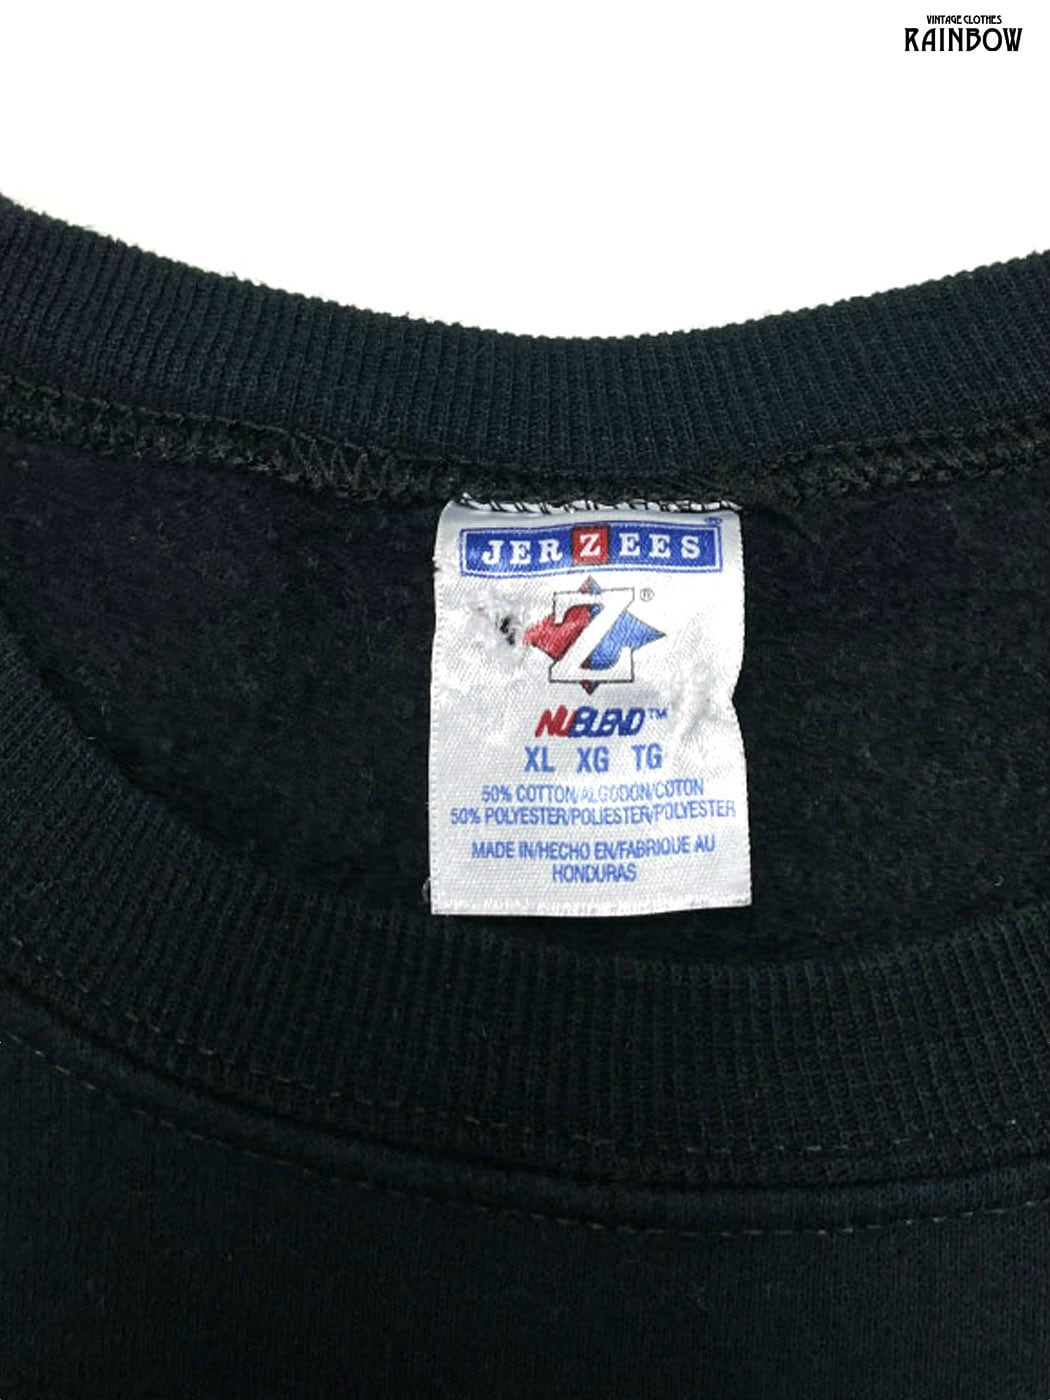 VINTAGE CLOTHES
RAINBOW
JERZEES™
Z®
NUBLEND™
XL XG TG
50% COTTON/ALGODON/COTON
50% POLYESTER/POLIESTER/POLYESTER
MADE IN/HECHO EN/FABRIQUE AU
HONDURAS